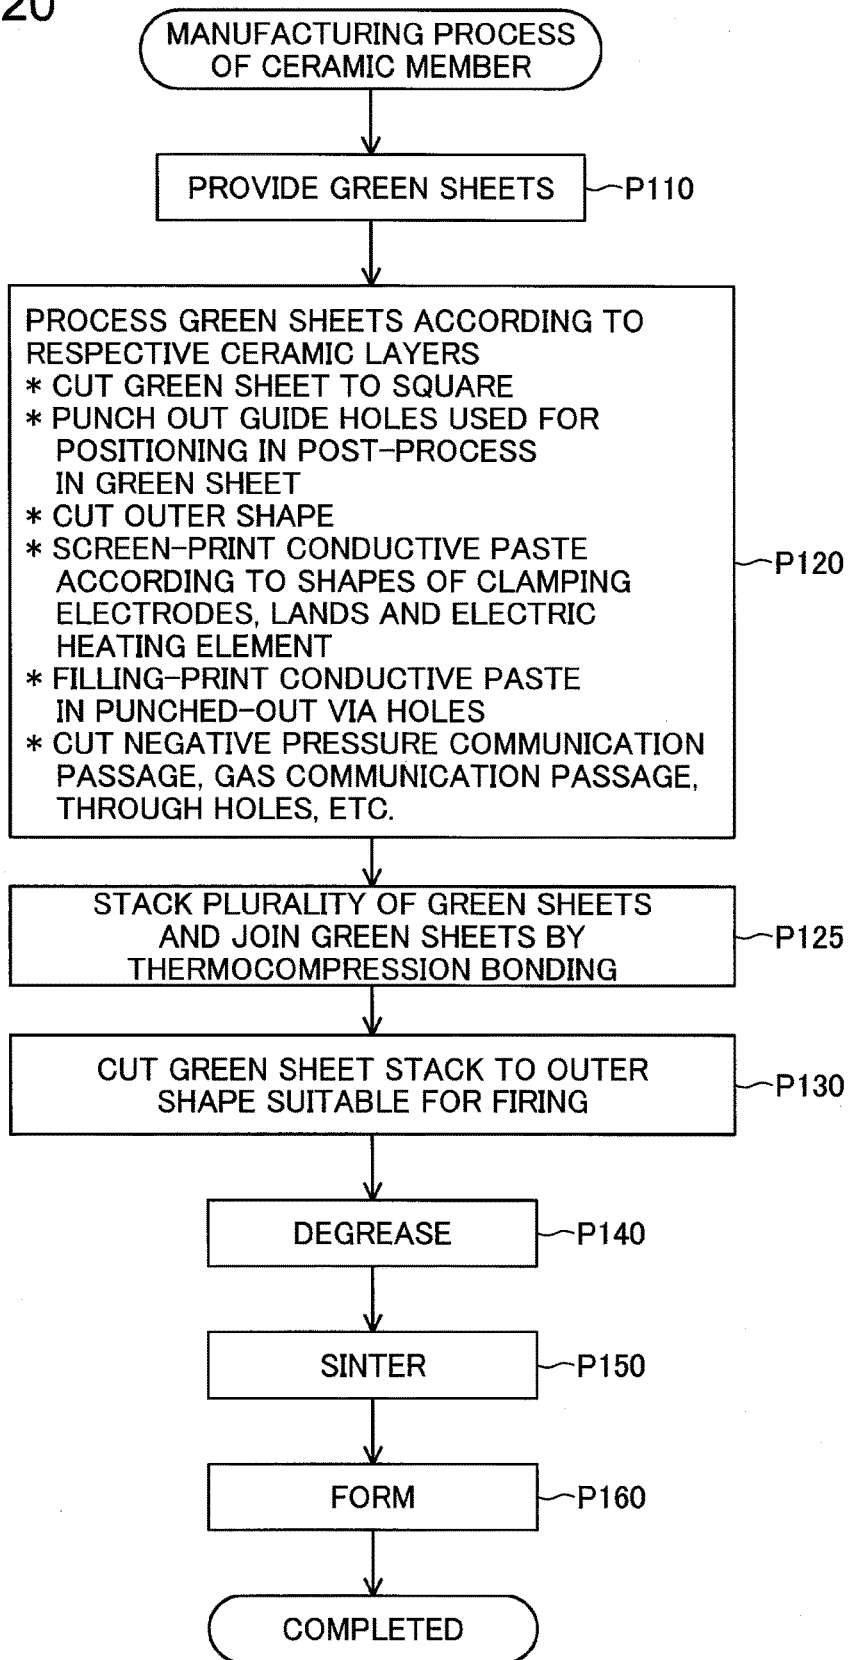 20
MANUFACTURING PROCESS
OF CERAMIC MEMBER
PROVIDE GREEN SHEETS
P110
PROCESS GREEN SHEETS ACCORDING TO
RESPECTIVE CERAMIC LAYERS
* CUT GREEN SHEET TO SQUARE
* PUNCH OUT GUIDE HOLES USED FOR
POSITIONING IN POST-PROCESS
IN GREEN SHEET
* CUT OUTER SHAPE
* SCREEN-PRINT CONDUCTIVE PASTE
ACCORDING TO SHAPES OF CLAMPING
ELECTRODES, LANDS AND ELECTRIC
HEATING ELEMENT
* FILLING-PRINT CONDUCTIVE PASTE
IN PUNCHED-OUT VIA HOLES
* CUT NEGATIVE PRESSURE COMMUNICATION
PASSAGE, GAS COMMUNICATION PASSAGE,
THROUGH HOLES, ETC.
P120
STACK PLURALITY OF GREEN SHEETS
AND JOIN GREEN SHEETS BY
THERMOCOMPRESSION BONDING
P125
CUT GREEN SHEET STACK TO OUTER
SHAPE SUITABLE FOR FIRING
P130
DEGREASE
P140
SINTER
P150
FORM
P160
COMPLETED